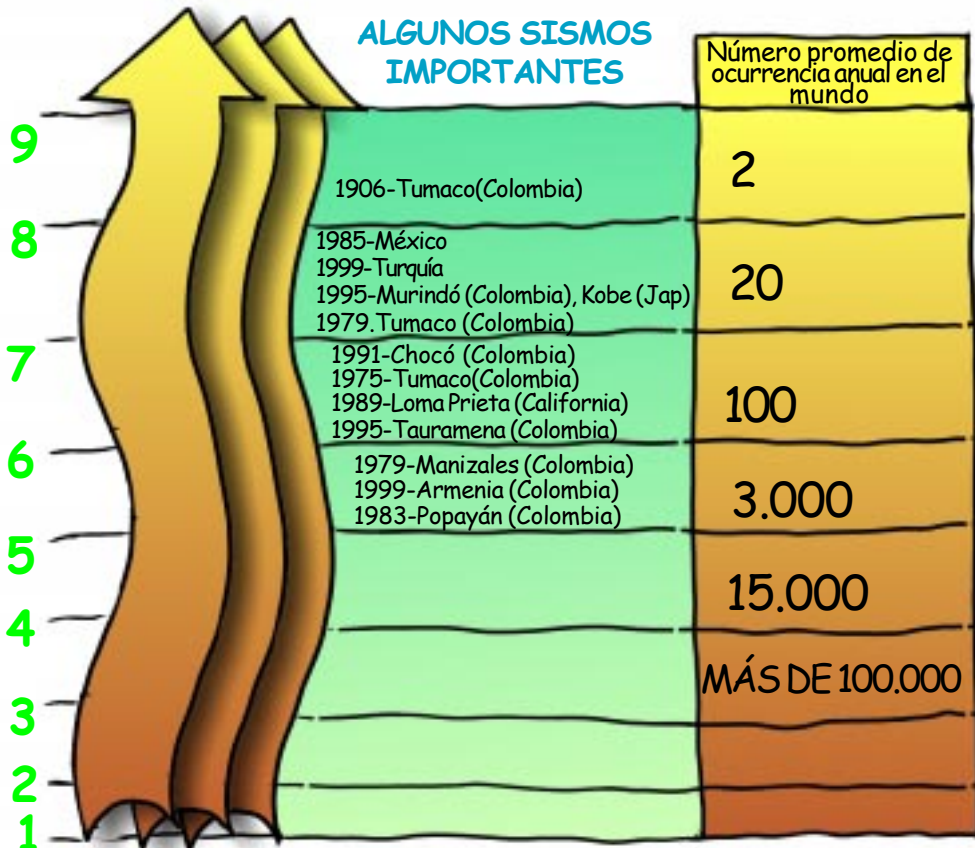 ALGUNOS SISMOS
IMPORTANTES
Número promedio de
ocurrencia anual en el
mundo
9
1906-Tumaco(Colombia)
2
8
1985-México
1999-Turquía
1995-Murindó (Colombia), Kobe (Jap)
1979.Tumaco (Colombia)
20
7
1991-Chocó (Colombia)
1975-Tumaco(Colombia)
1989-Loma Prieta (California)
1995-Tauramena (Colombia)
100
6
1979-Manizales (Colombia)
1999-Armenia (Colombia)
1983-Popayán (Colombia)
3.000
5
15.000
4
MÁS DE 100.000
3
2
1